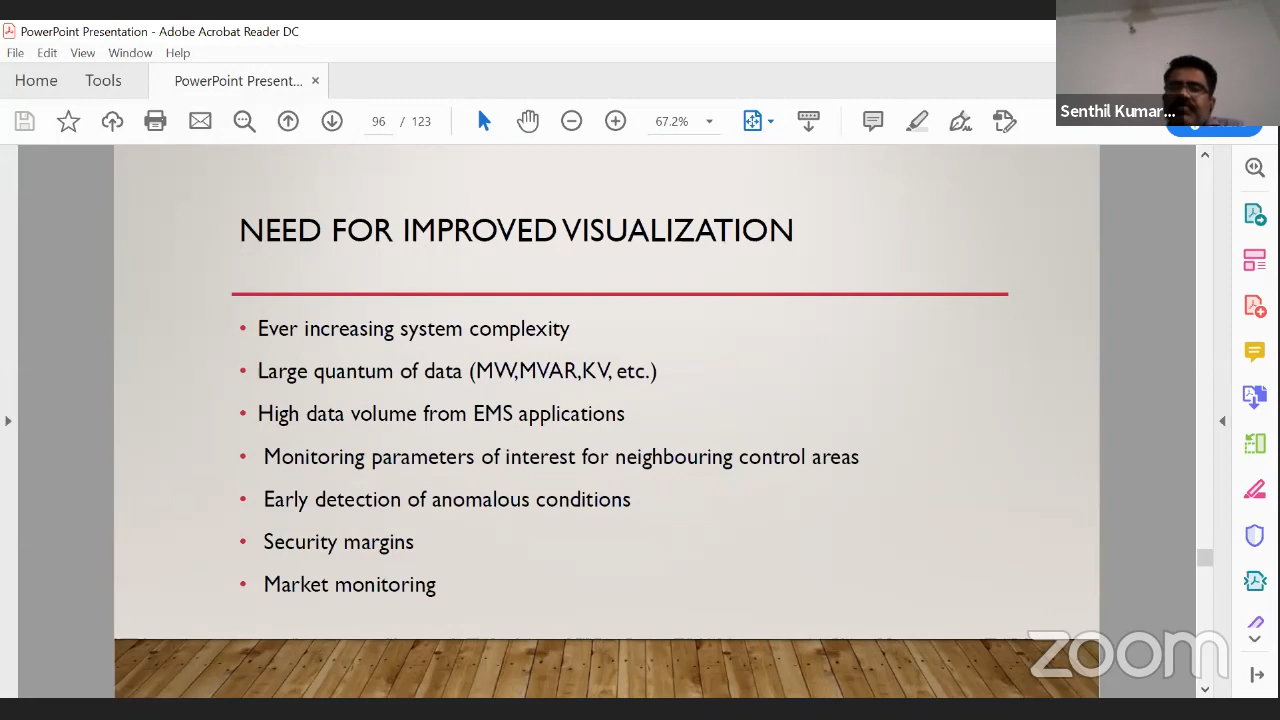 PowerPoint Presentation - Adobe Acrobat Reader DC
File Edit View Window Help
Home Tools PowerPoint Present... ×
96 / 123 67.2%
Senthil Kumar...
NEED FOR IMPROVED VISUALIZATION
• Ever increasing system complexity
• Large quantum of data (MW,MVAR,KV, etc.)
• High data volume from EMS applications
• Monitoring parameters of interest for neighbouring control areas
• Early detection of anomalous conditions
• Security margins
• Market monitoring
zoom